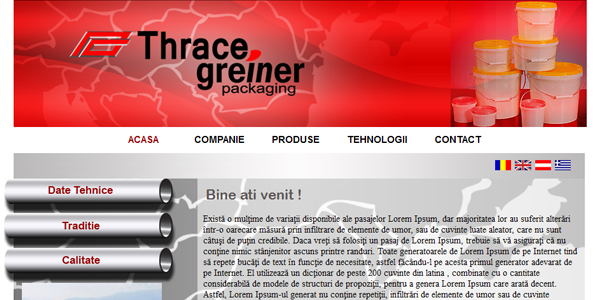 Thrace
greiner
packaging
ACASA COMPANIE PRODUSE TEHNOLOGII CONTACT
Date Tehnice
Traditie
Calitate
Bine ati venit !
Există o mulţime de variaţii disponibile ale pasajelor Lorem Ipsum, dar majoritatea lor au suferit alterări
într-o oarecare măsură prin infiltrare de elemente de umor, sau de cuvinte luate aleator, care nu sunt
câtuşi de puţin credibile. Daca vreţi să folosiţi un pasaj de Lorem Ipsum, trebuie să vă asiguraţi că nu
conţine nimic stânjenitor ascuns printre randuri. Toate generatoarele de Lorem Ipsum de pe Internet tind
să repete bucăţi de text în funcţie de necesitate, astfel făcându-l pe acesta primul generator adevarat de
pe Internet. El utilizează un dicţionar de peste 200 cuvinte din latina , combinate cu o cantitate
considerabilă de modele de structuri de propoziţii, pentru a genera Lorem Ipsum care arată decent.
Astfel, Lorem Ipsum-ul generat nu conţine repetiţii, infiltrări de elemente de umor sau de cuvinte